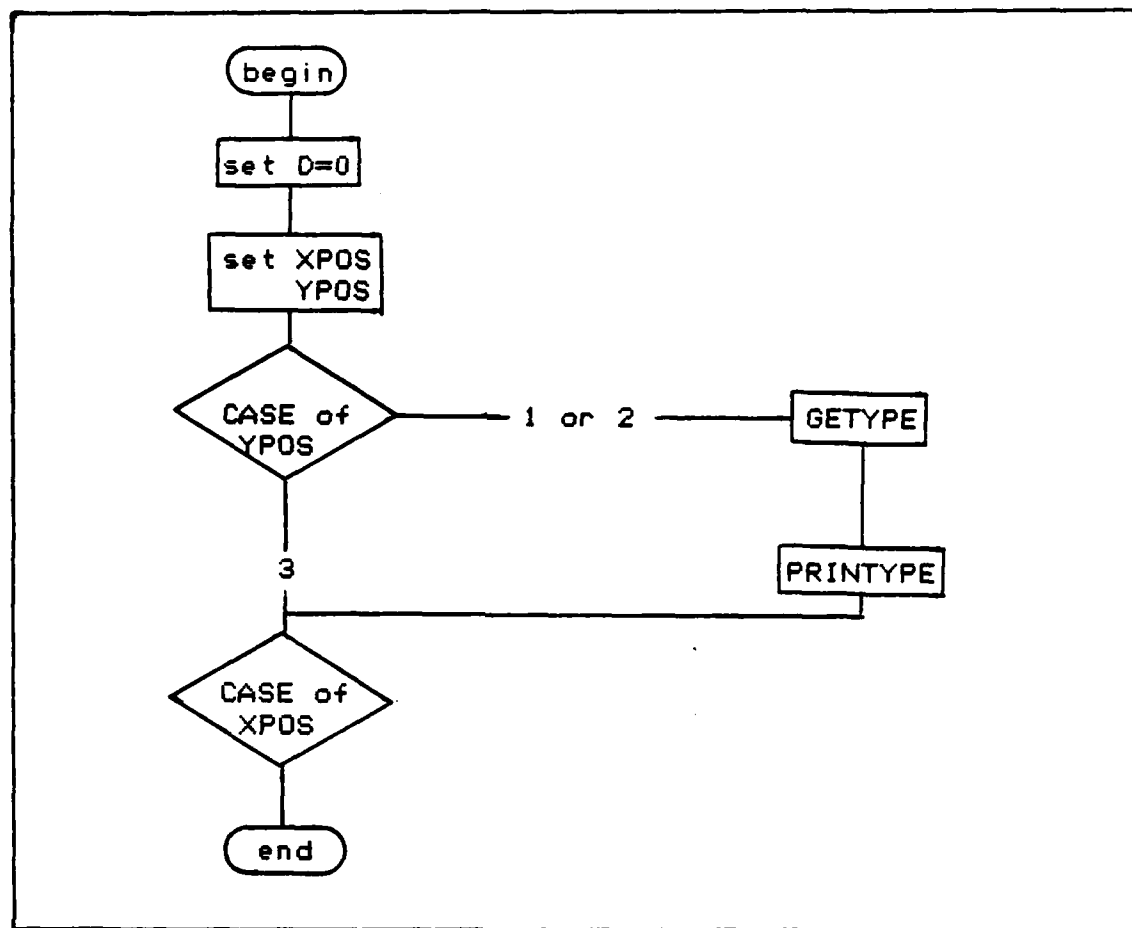 begin
set D=0
set XPOS
YPOS
CASE of
YPOS
1 or 2
GETYPE
3
PRINTYPE
CASE of
XPOS
end